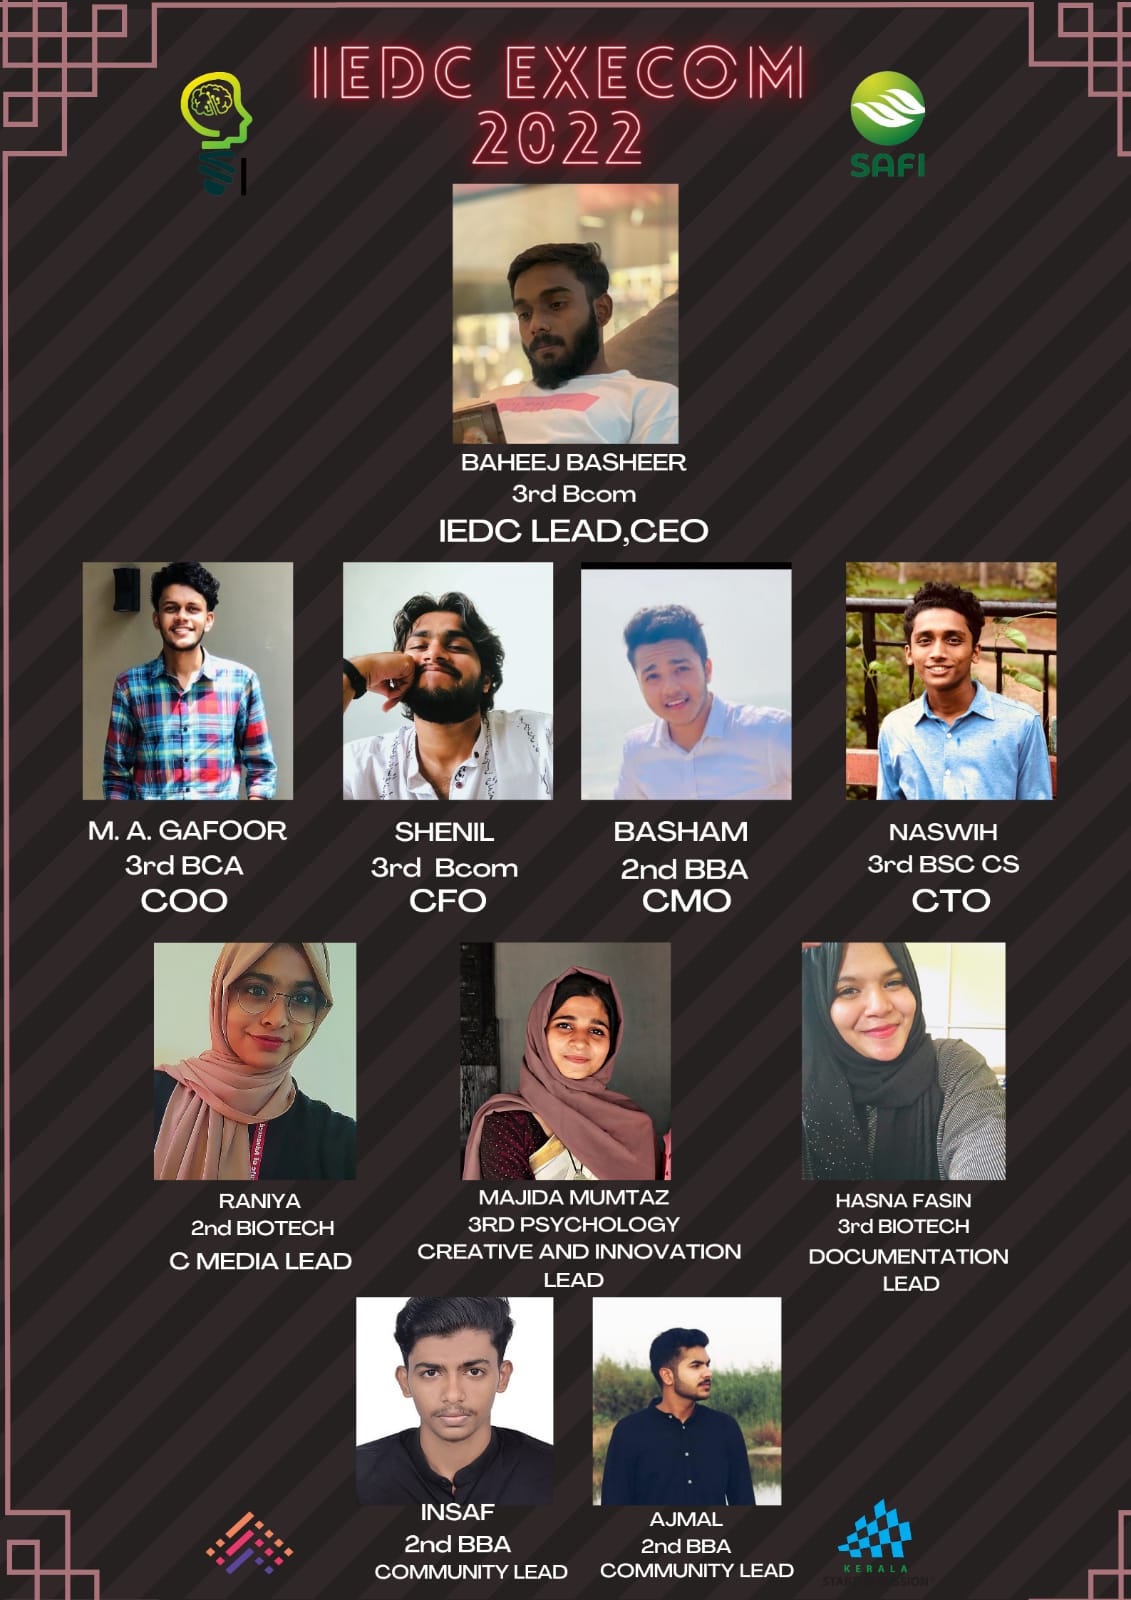 IEDC EXECOM
2022
SAFI
BAHEEJ BASHEER
3rd Bcom
IEDC LEAD,CEO
M. A. GAFOOR
3rd BCA
COO
SHENIL
3rd Bcom
CFO
BASHAM
2nd BBA
CMO
NASWIH
3rd BSC CS
CTO
RANIYA
2nd BIOTECH
C MEDIA LEAD
MAJIDA MUMTAZ
3RD PSYCHOLOGY
CREATIVE AND INNOVATION
LEAD
HASNA FASIN
3rd BIOTECH
DOCUMENTATION
LEAD
INSAF
2nd BBA
COMMUNITY LEAD
AJMAL
2nd BBA
COMMUNITY LEAD
KERALA
STARTUP MISSION